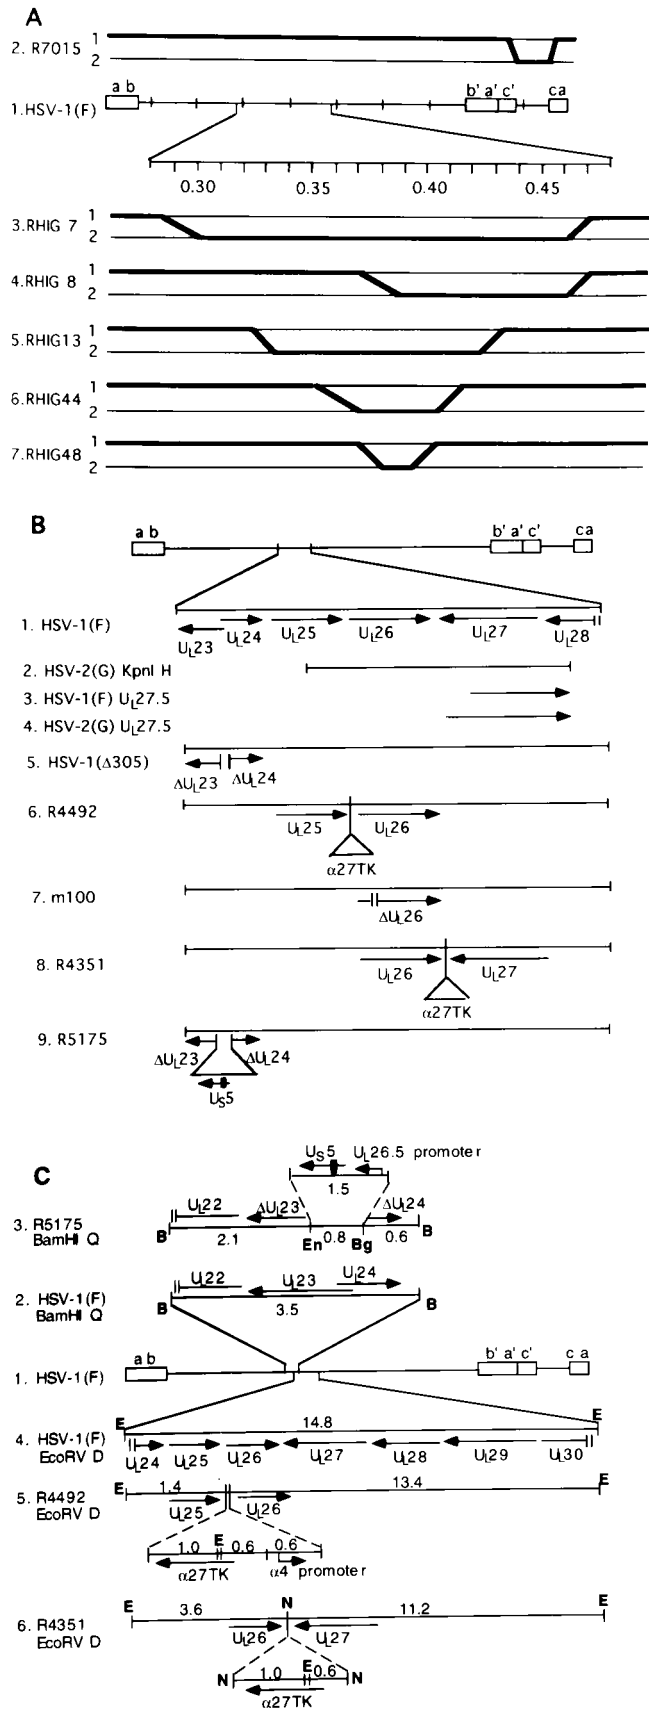 A
2. R7015 1
2
1.HSV-1(F) a b b' a' c' ca
0.30 0.35 0.40 0.45
3.RHIG 7 1
2
4.RHIG 8 1
2
5.RHIG13 1
2
6.RHIG44 1
2
7.RHIG48 1
2
B
a b b' a' c' ca
1. HSV-1(F)
UL23 UL24 UL25 UL26 UL27 UL28
2. HSV-2(G) KpnI H
3. HSV-1(F) UL27.5
4. HSV-2(G) UL27.5
5. HSV-1(Δ305)
ΔUL23 ΔUL24
6. R4492
UL25 UL26
α27TK
7. m100
ΔUL26
8. R4351
UL26 UL27
α27TK
9. R5175
ΔUL23 ΔUL24
US5
C
US5 UL26.5 promoter
1.5
3. R5175
BamHI Q
UL22 ΔUL23 ΔUL24
B 2.1 En 0.8 Bg 0.6 B
2. HSV-1(F)
BamHI Q
UL22 UL23 UL24
B 3.5 B
1. HSV-1(F)
a b b' a' c' c a
E 14.8 E
4. HSV-1(F)
EcoRV D
UL24 UL25 UL26 UL27 UL28 UL29 UL30
5. R4492
EcoRV D
E 1.4 13.4 E
UL25 UL26
1.0 E 0.6 0.6
α27TK α4 promoter
6. R4351
EcoRV D
E 3.6 N 11.2 E
UL26 UL27
N 1.0 E 0.6 N
α27TK